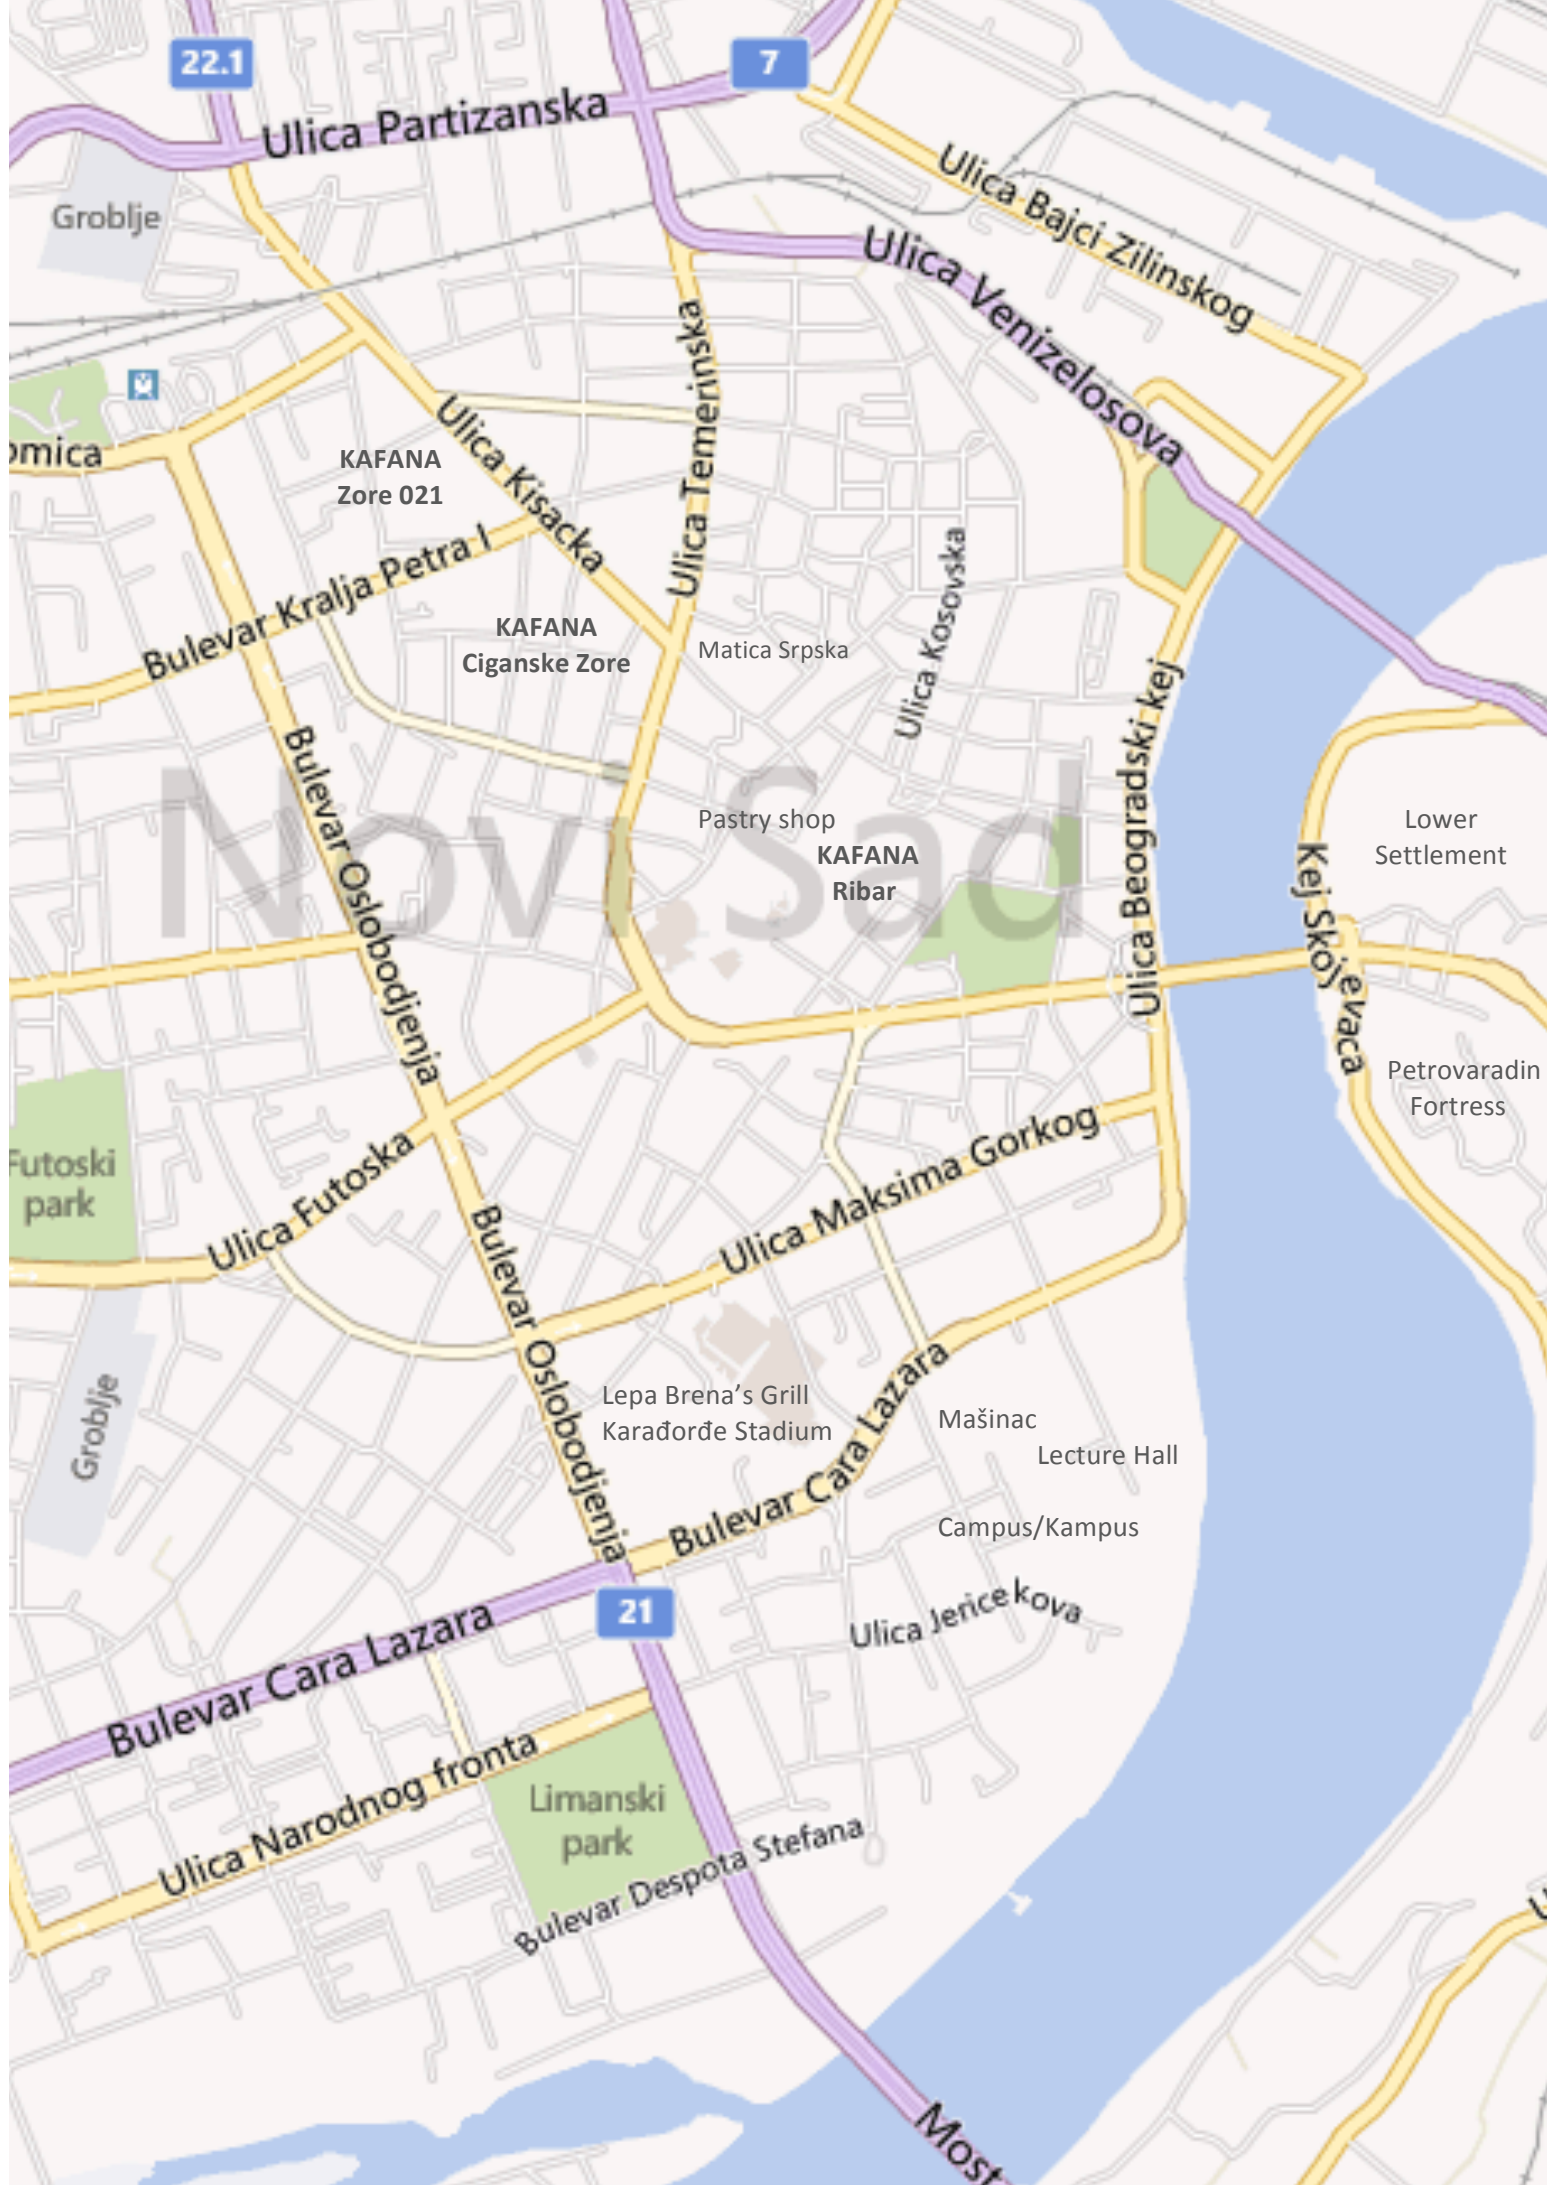 22.1
7
Ulica Partizanska
Groblje
Ulica Bajci Zilinskog
Ulica Venizelosova
Ulica Temerinska
omica
KAFANA
Zore 021
Ulica Kisacka
Bulevar Kralja Petra I
KAFANA
Ciganske Zore
Matica Srpska
Ulica Kosovska
Ulica Beogradski kej
Bulevar Oslobodjenja
Novi Sad
Pastry shop
KAFANA
Ribar
Lower
Settlement
Kej Skojevaca
Petrovaradin
Fortress
Futoski
park
Ulica Futoska
Ulica Maksima Gorkog
Bulevar Oslobodjenja
Groblje
Lepa Brena’s Grill
Karađorđe Stadium
Mašinac
Lecture Hall
Bulevar Cara Lazara
Campus/Kampus
21
Ulica Jerice kova
Bulevar Cara Lazara
Ulica Narodnog fronta
Limanski
park
Bulevar Despota Stefana
U
Most